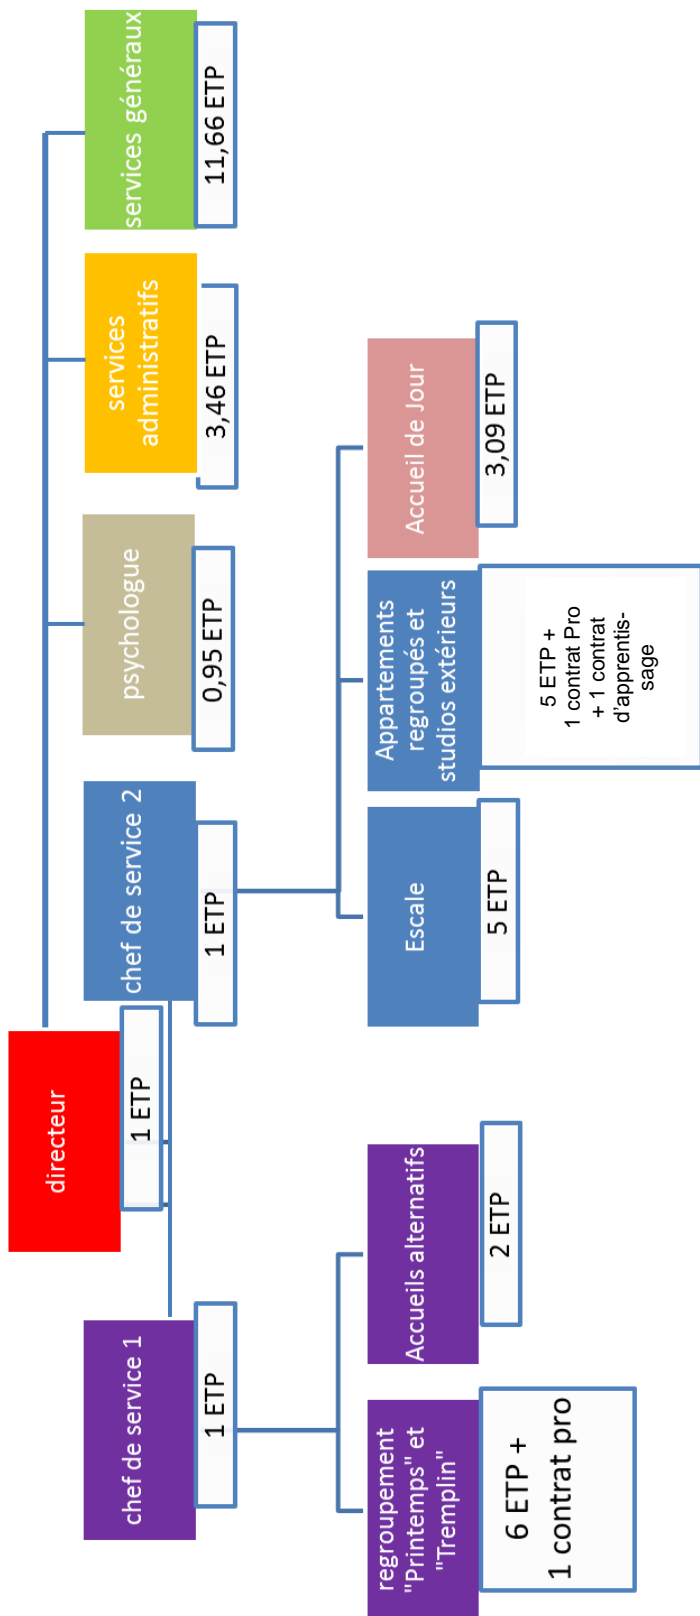 directeur
1 ETP
chef de service 1
1 ETP
chef de service 2
1 ETP
psychologue
0,95 ETP
services
administratifs
3,46 ETP
services généraux
11,66 ETP
regroupement
"Printemps" et
"Tremplin"
6 ETP +
1 contrat pro
Accueils alternatifs
2 ETP
Escale
5 ETP
Appartements
regroupés et
studios extérieurs
5 ETP +
1 contrat Pro
+ 1 contrat
d’apprentis-
sage
Accueil de Jour
3,09 ETP